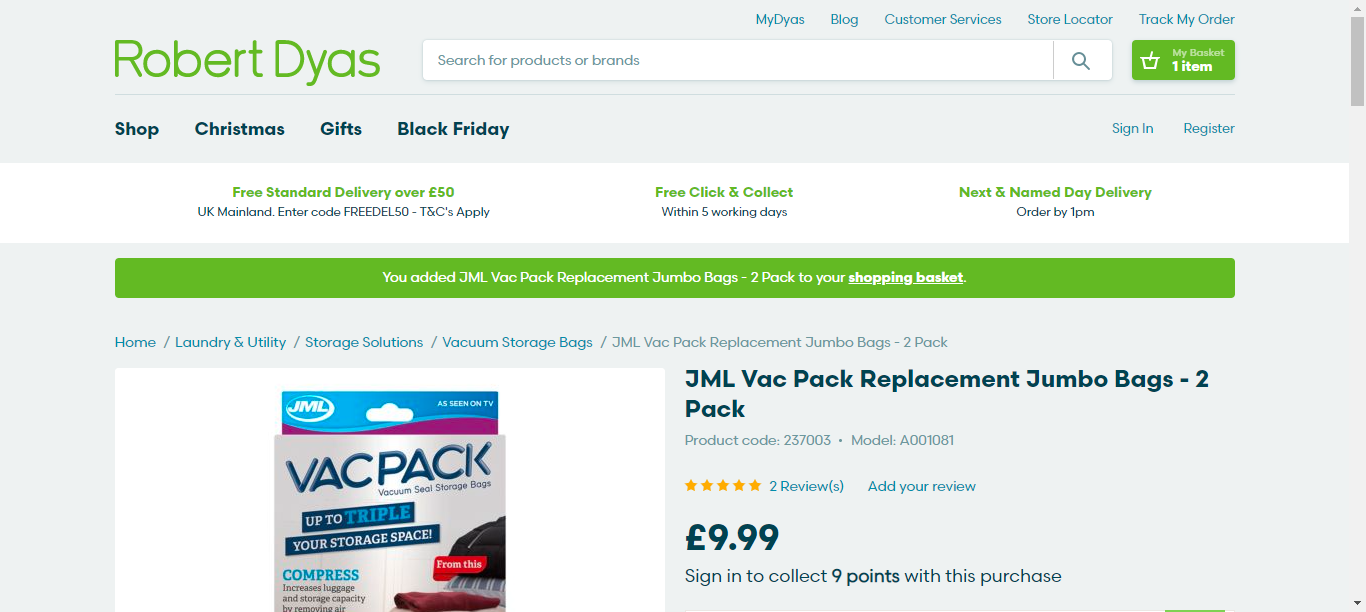 MyDyas Blog Customer Services Store Locator Track My Order
Robert Dyas
Search for products or brands
My Basket
1 item
Shop Christmas Gifts Black Friday
Sign In Register
Free Standard Delivery over £50
UK Mainland. Enter code FREEDEL50 - T&C's Apply
Free Click & Collect
Within 5 working days
Next & Named Day Delivery
Order by 1pm
You added JML Vac Pack Replacement Jumbo Bags - 2 Pack to your shopping basket.
Home / Laundry & Utility / Storage Solutions / Vacuum Storage Bags / JML Vac Pack Replacement Jumbo Bags - 2 Pack
JML
AS SEEN ON TV
VACPACK
Vacuum Seal Storage Bags
UP TO TRIPLE
YOUR STORAGE SPACE!
From this
COMPRESS
Increases luggage
and storage capacity
by removing air
JML Vac Pack Replacement Jumbo Bags - 2
Pack
Product code: 237003 • Model: A001081
2 Review(s) Add your review
£9.99
Sign in to collect 9 points with this purchase